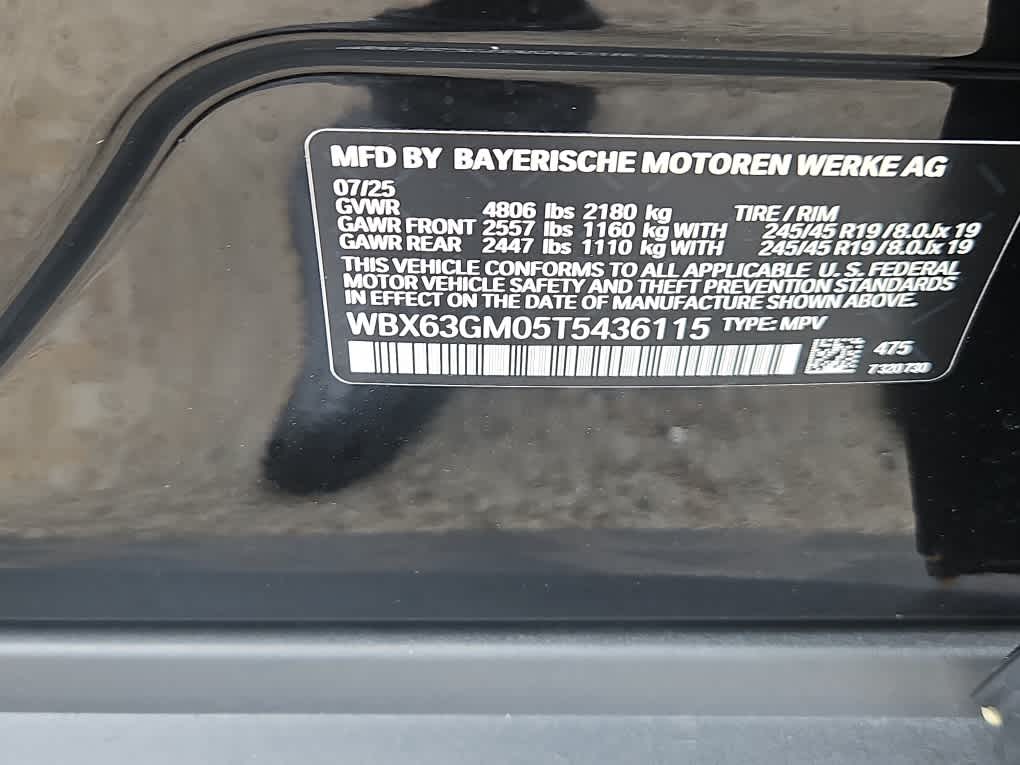 MFD BY BAYERISCHE MOTOREN WERKE AG
07/25
GVWR 4806 lbs 2180 kg TIRE / RIM
GAWR FRONT 2557 lbs 1160 kg WITH 245/45 R19 /8.0Jx 19
GAWR REAR 2447 lbs 1110 kg WITH 245/45 R19 /8.0Jx 19
THIS VEHICLE CONFORMS TO ALL APPLICABLE U. S. FEDERAL
MOTOR VEHICLE SAFETY AND THEFT PREVENTION STANDARDS
IN EFFECT ON THE DATE OF MANUFACTURE SHOWN ABOVE.
WBX63GM05T5436115 TYPE: MPV
475
7 320 730